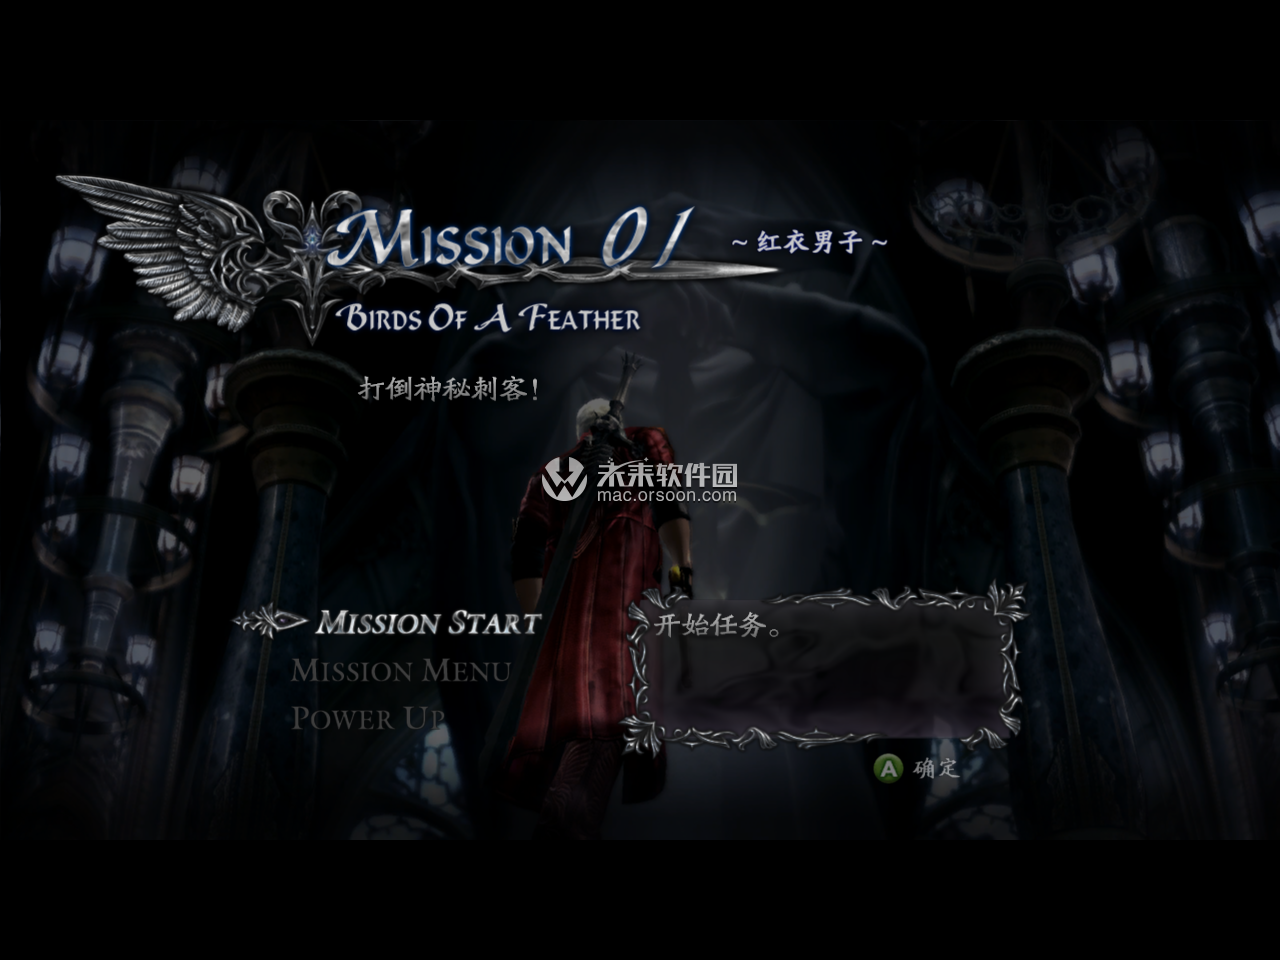 MISSION 01
~红衣男子~
BIRDS OF A FEATHER
打倒神秘刺客！
未来软件园
mac.orsoon.com
MISSION START
开始任务。
MISSION MENU
POWER UP
A 确定